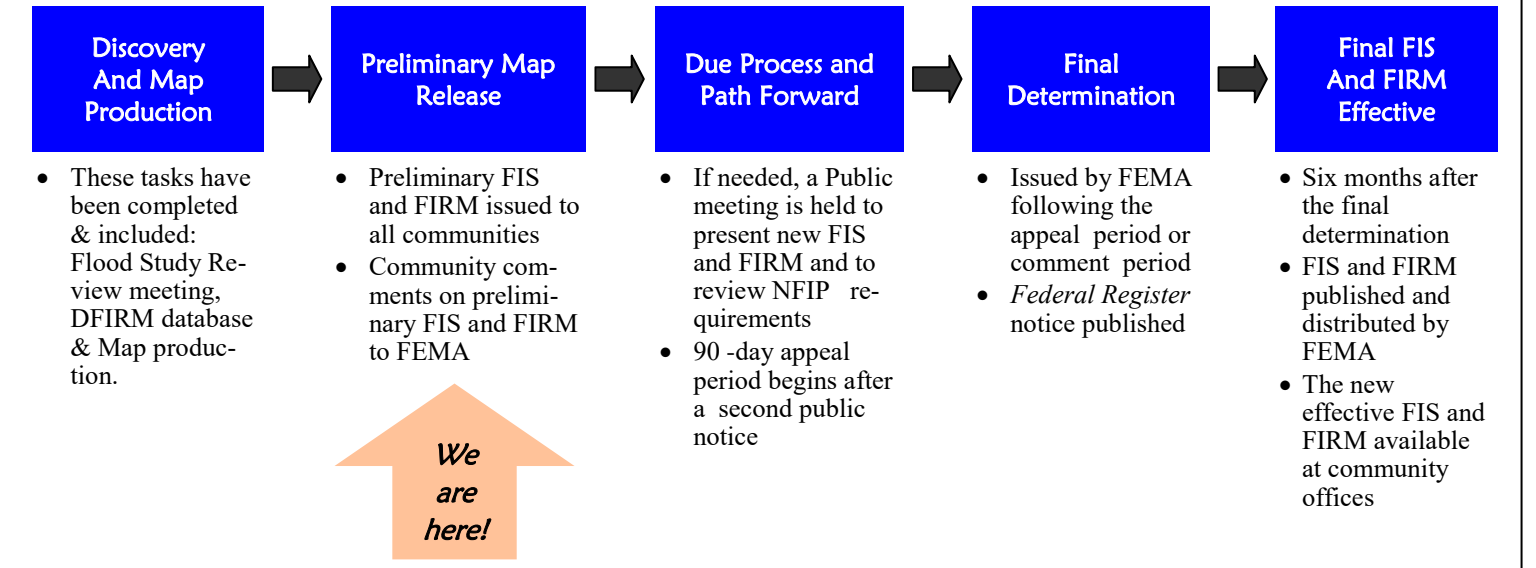 Discovery
And Map
Production
Preliminary Map
Release
Due Process and
Path Forward
Final
Determination
Final FIS
And FIRM
Effective
• These tasks have
been completed
& included:
Flood Study Re-
view meeting,
DFIRM database
& Map produc-
tion.
• Preliminary FIS
and FIRM issued to
all communities
• Community com-
ments on prelimi-
nary FIS and FIRM
to FEMA
We
are
here!
• If needed, a Public
meeting is held to
present new FIS
and FIRM and to
review NFIP re-
quirements
• 90 -day appeal
period begins after
a second public
notice
• Issued by FEMA
following the
appeal period or
comment period
• Federal Register
notice published
• Six months after
the final
determination
• FIS and FIRM
published and
distributed by
FEMA
• The new
effective FIS and
FIRM available
at community
offices